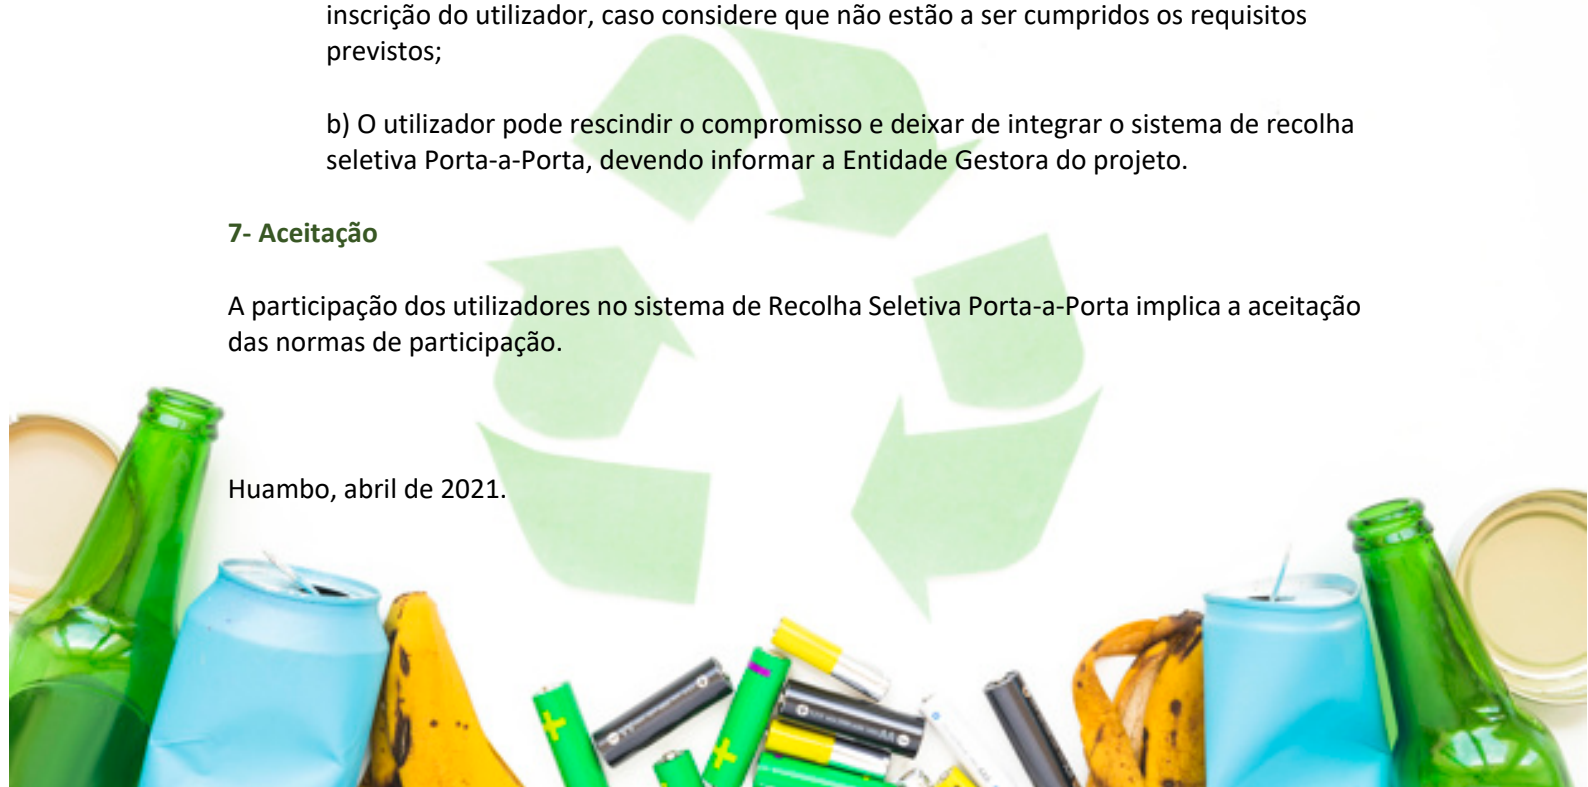 inscrição do utilizador, caso considere que não estão a ser cumpridos os requisitos
previstos;
b) O utilizador pode rescindir o compromisso e deixar de integrar o sistema de recolha
seletiva Porta-a-Porta, devendo informar a Entidade Gestora do projeto.
7- Aceitação
A participação dos utilizadores no sistema de Recolha Seletiva Porta-a-Porta implica a aceitação
das normas de participação.
Huambo, abril de 2021.